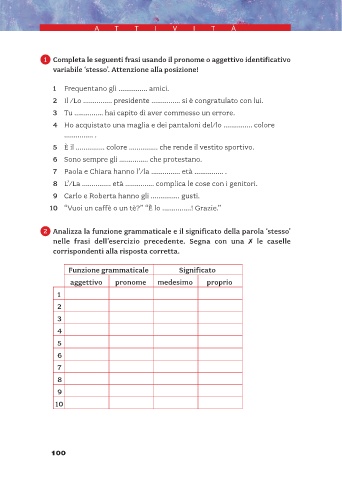 ATTIVITÀ
1 Completa le seguenti frasi usando il pronome o aggettivo identificativo
variabile 'stesso'. Attenzione alla posizione!
1 Frequentano gli ............... amici.
2 Il /Lo ............... presidente ............... si è congratulato con lui.
3 Tu ............... hai capito di aver commesso un errore.
4 Ho acquistato una maglia e dei pantaloni del/lo ............... colore
............... .
5 È il ............... colore ............... che rende il vestito sportivo.
6 Sono sempre gli ............... che protestano.
7 Paola e Chiara hanno l'/la ............... età ............... .
8 L'/La ............... età ............... complica le cose con i genitori.
9 Carlo e Roberta hanno gli ............... gusti.
10 "Vuoi un caffè o un tè?" "È lo ...............! Grazie."
2 Analizza la funzione grammaticale e il significato della parola 'stesso'
nelle frasi dell'esercizio precedente. Segna con una ✗ le caselle
corrispondenti alla risposta corretta.
Funzione grammaticale Significato
aggettivo pronome medesimo proprio
1
2
3
4
5
6
7
8
9
10
100